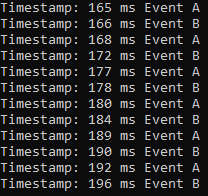 Timestamp: 165 ms Event A
Timestamp: 166 ms Event B
Timestamp: 168 ms Event A
Timestamp: 172 ms Event B
Timestamp: 177 ms Event A
Timestamp: 178 ms Event B
Timestamp: 180 ms Event A
Timestamp: 184 ms Event B
Timestamp: 189 ms Event A
Timestamp: 190 ms Event B
Timestamp: 192 ms Event A
Timestamp: 196 ms Event B